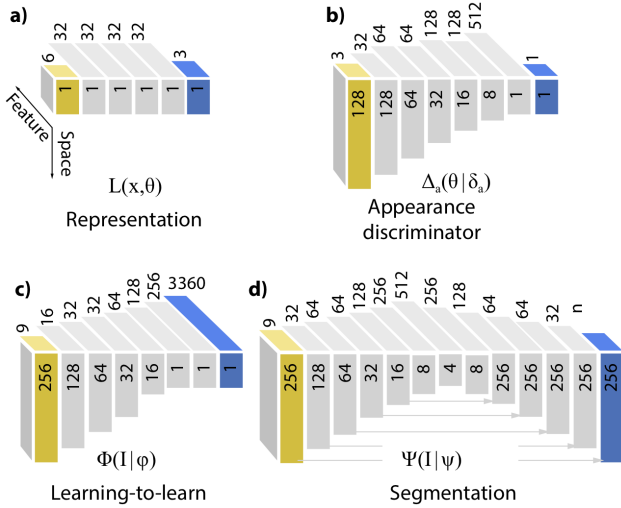 a)
6 32 32 32 32 3
1 1 1 1 1 1
Feature
Space
L(x,θ)
Representation
b)
3 32 64 64 128 128 512 1
128 128 64 32 16 8 1 1
Δₐ(θ|δₐ)
Appearance
discriminator
c)
9 16 32 32 64 128 256 3360
256 128 64 32 16 1 1 1
Φ(I|φ)
Learning-to-learn
d)
9 32 64 64 128 256 512 256 128 64 64 32 n
256 128 64 32 16 8 4 8 256 256 256 256 256
Ψ(I|ψ)
Segmentation